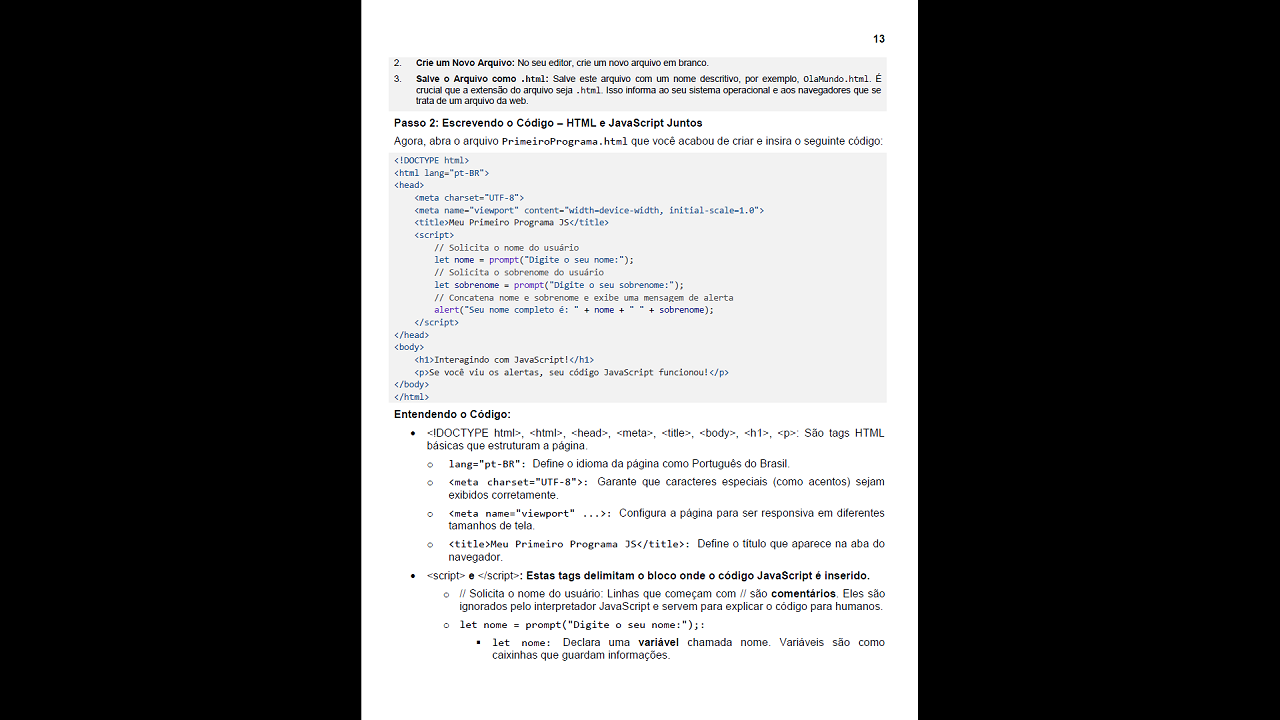 13
2. Crie um Novo Arquivo: No seu editor, crie um novo arquivo em branco.
3. Salve o Arquivo como .html: Salve este arquivo com um nome descritivo, por exemplo, OlaMundo.html. É
crucial que a extensão do arquivo seja .html. Isso informa ao seu sistema operacional e aos navegadores que se
trata de um arquivo da web.
Passo 2: Escrevendo o Código – HTML e JavaScript Juntos
Agora, abra o arquivo PrimeiroPrograma.html que você acabou de criar e insira o seguinte código:
<!DOCTYPE html>
<html lang="pt-BR">
<head>
<meta charset="UTF-8">
<meta name="viewport" content="width=device-width, initial-scale=1.0">
<title>Meu Primeiro Programa JS</title>
<script>
// Solicita o nome do usuário
let nome = prompt("Digite o seu nome:");
// Solicita o sobrenome do usuário
let sobrenome = prompt("Digite o seu sobrenome:");
// Concatena nome e sobrenome e exibe uma mensagem de alerta
alert("Seu nome completo é: " + nome + " " + sobrenome);
</script>
</head>
<body>
<h1>Interagindo com JavaScript!</h1>
<p>Se você viu os alertas, seu código JavaScript funcionou!</p>
</body>
</html>
Entendendo o Código:
• <!DOCTYPE html>, <html>, <head>, <meta>, <title>, <body>, <h1>, <p>: São tags HTML
básicas que estruturam a página.
o lang="pt-BR": Define o idioma da página como Português do Brasil.
o <meta charset="UTF-8">: Garante que caracteres especiais (como acentos) sejam
exibidos corretamente.
o <meta name="viewport" ...>: Configura a página para ser responsiva em diferentes
tamanhos de tela.
o <title>Meu Primeiro Programa JS</title>: Define o título que aparece na aba do
navegador.
• <script> e </script>: Estas tags delimitam o bloco onde o código JavaScript é inserido.
o // Solicita o nome do usuário: Linhas que começam com // são comentários. Eles são
ignorados pelo interpretador JavaScript e servem para explicar o código para humanos.
o let nome = prompt("Digite o seu nome:");:
▪ let nome: Declara uma variável chamada nome. Variáveis são como
caixinhas que guardam informações.